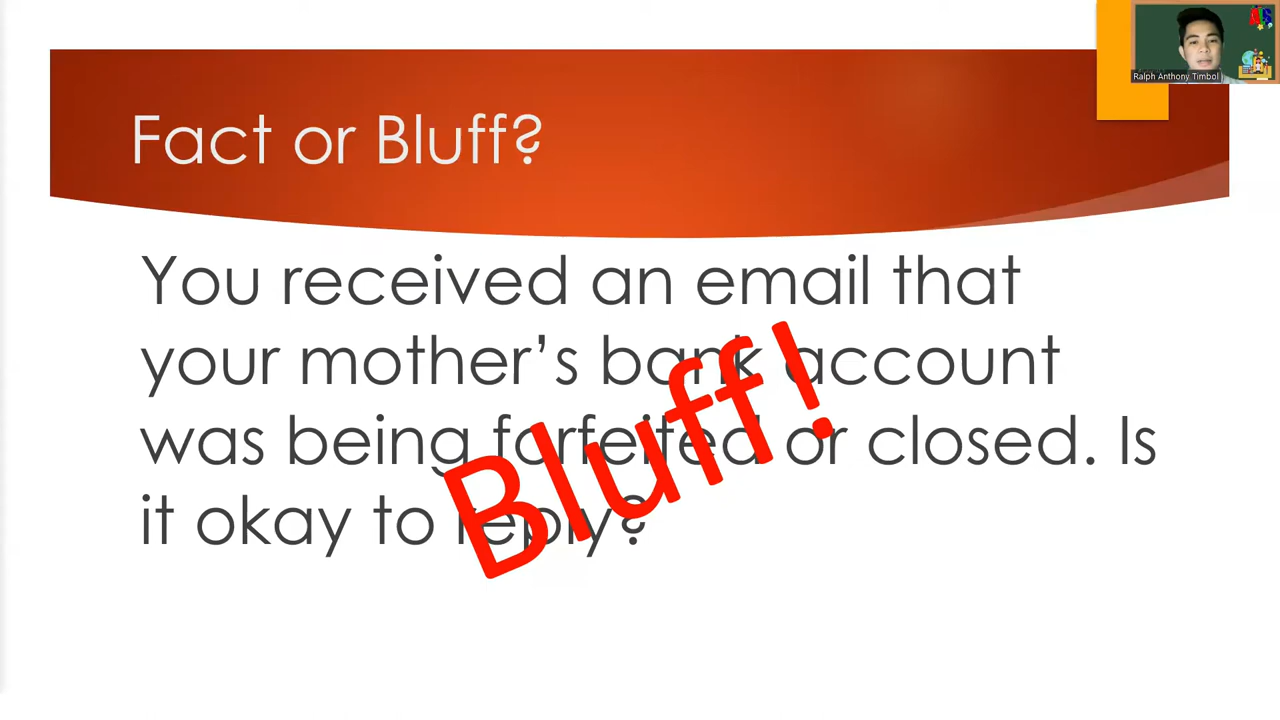 Ralph Anthony Timbol
Fact or Bluff?
You received an email that
your mother's bank account
was being forfeited or closed. Is
it okay to reply?
Bluff!